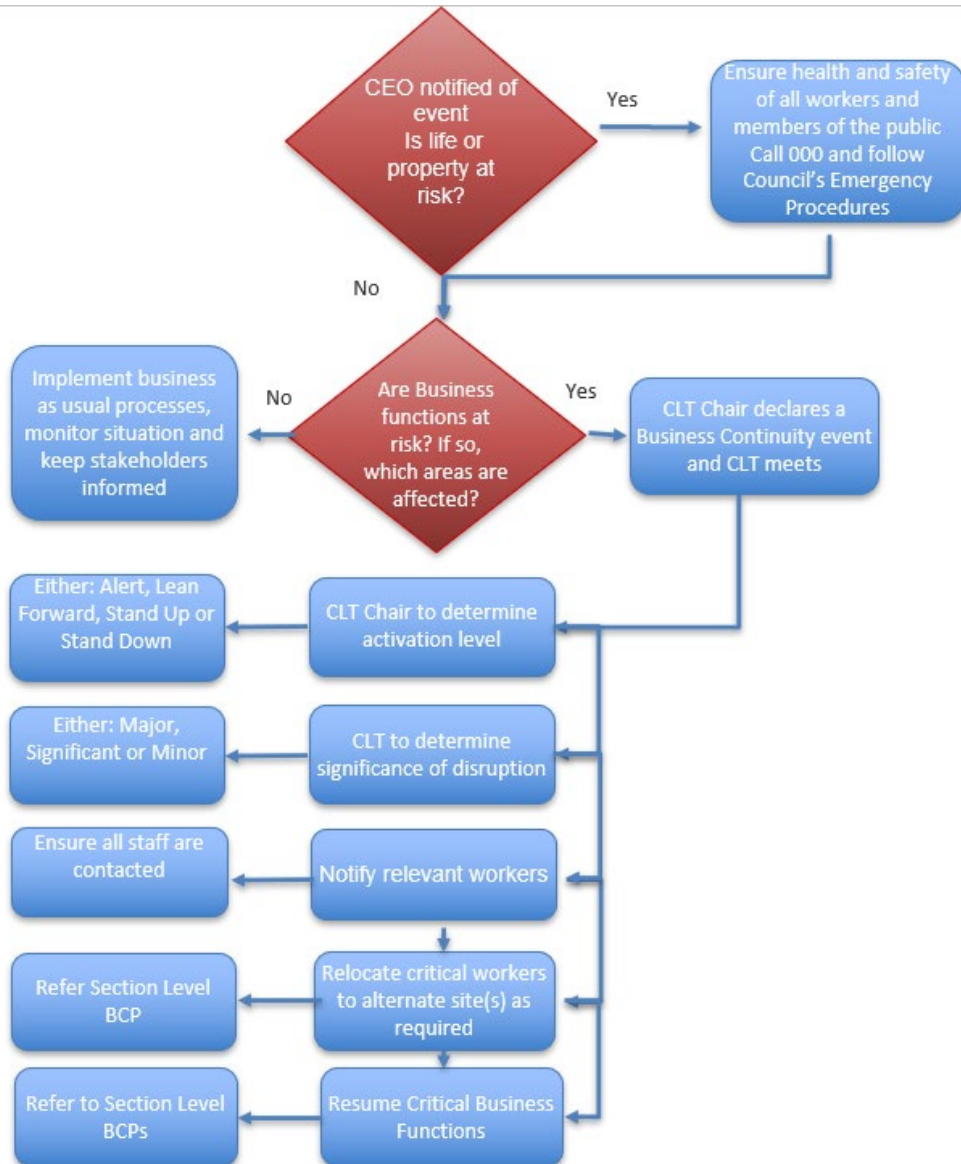 CEO notified of
event
Is life or
property at
risk?
Yes
Ensure health and safety
of all workers and
members of the public
Call 000 and follow
Council's Emergency
Procedures
No
Implement business
as usual processes,
monitor situation and
keep stakeholders
informed
No
Are Business
functions at
risk? If so,
which areas are
affected?
Yes
CLT Chair declares a
Business Continuity event
and CLT meets
Either: Alert, Lean
Forward, Stand Up or
Stand Down
CLT Chair to determine
activation level
Either: Major,
Significant or Minor
CLT to determine
significance of disruption
Ensure all staff are
contacted
Notify relevant workers
Refer Section Level
BCP
Relocate critical workers
to alternate site(s) as
required
Refer to Section Level
BCPs
Resume Critical Business
Functions